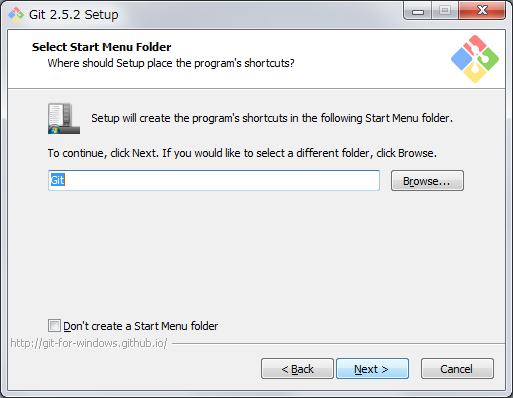 Git 2.5.2 Setup
Select Start Menu Folder
Where should Setup place the program's shortcuts?
Setup will create the program's shortcuts in the following Start Menu folder.
To continue, click Next. If you would like to select a different folder, click Browse.
Git
Browse...
Don't create a Start Menu folder
http://git-for-windows.github.io/
< Back
Next >
Cancel